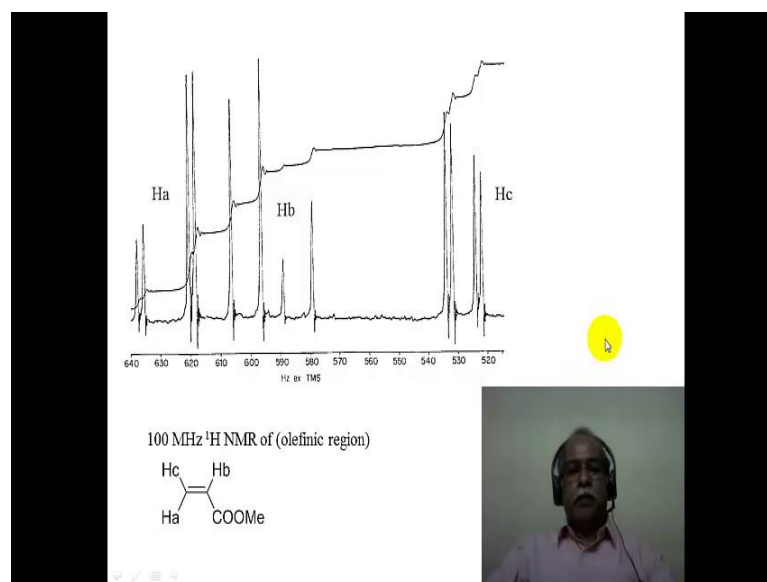 Ha
Hb
Hc
640 630 620 610 600 590 580 570 560 550 540 530 520
Hz ex TMS
100 MHz ¹H NMR of (olefinic region)
Hc Hb
Ha COOMe